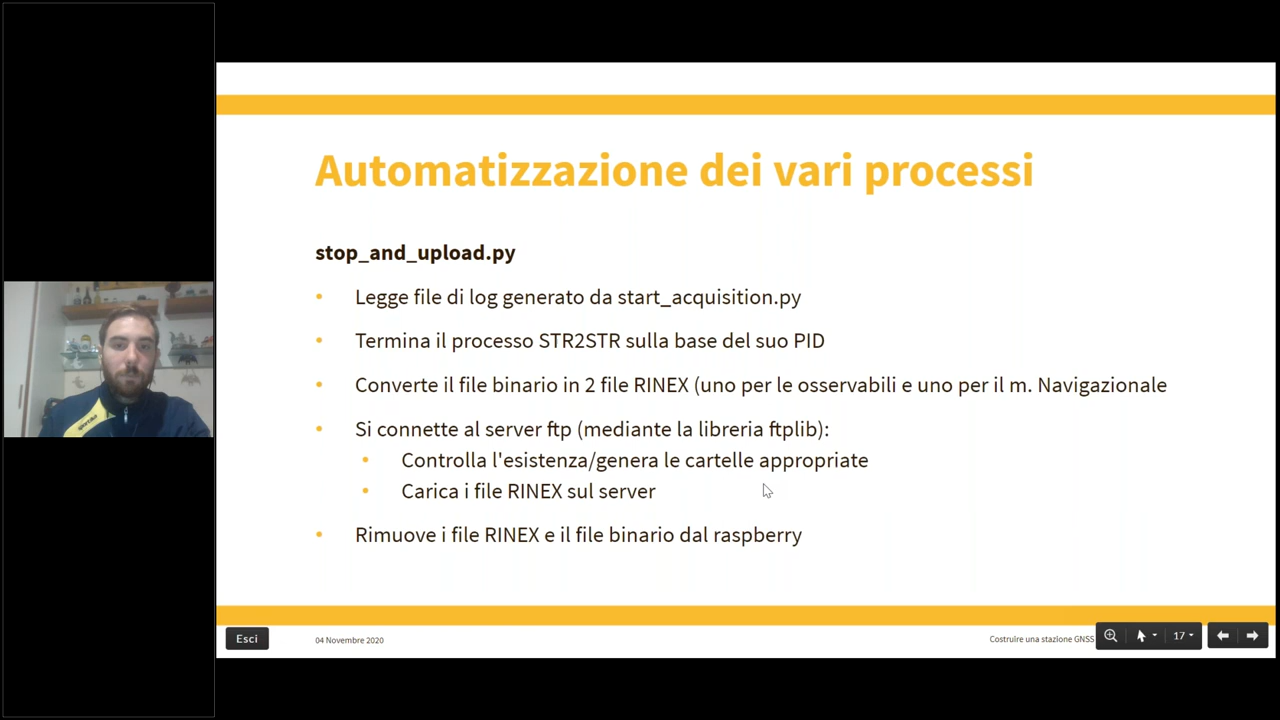 Automatizzazione dei vari processi
stop_and_upload.py
• Legge file di log generato da start_acquisition.py
• Termina il processo STR2STR sulla base del suo PID
• Converte il file binario in 2 file RINEX (uno per le osservabili e uno per il m. Navigazionale
• Si connette al server ftp (mediante la libreria ftplib):
• Controlla l'esistenza/genera le cartelle appropriate
• Carica i file RINEX sul server
• Rimuove i file RINEX e il file binario dal raspberry
Esci
04 Novembre 2020
Costruire una stazione GNSS
17